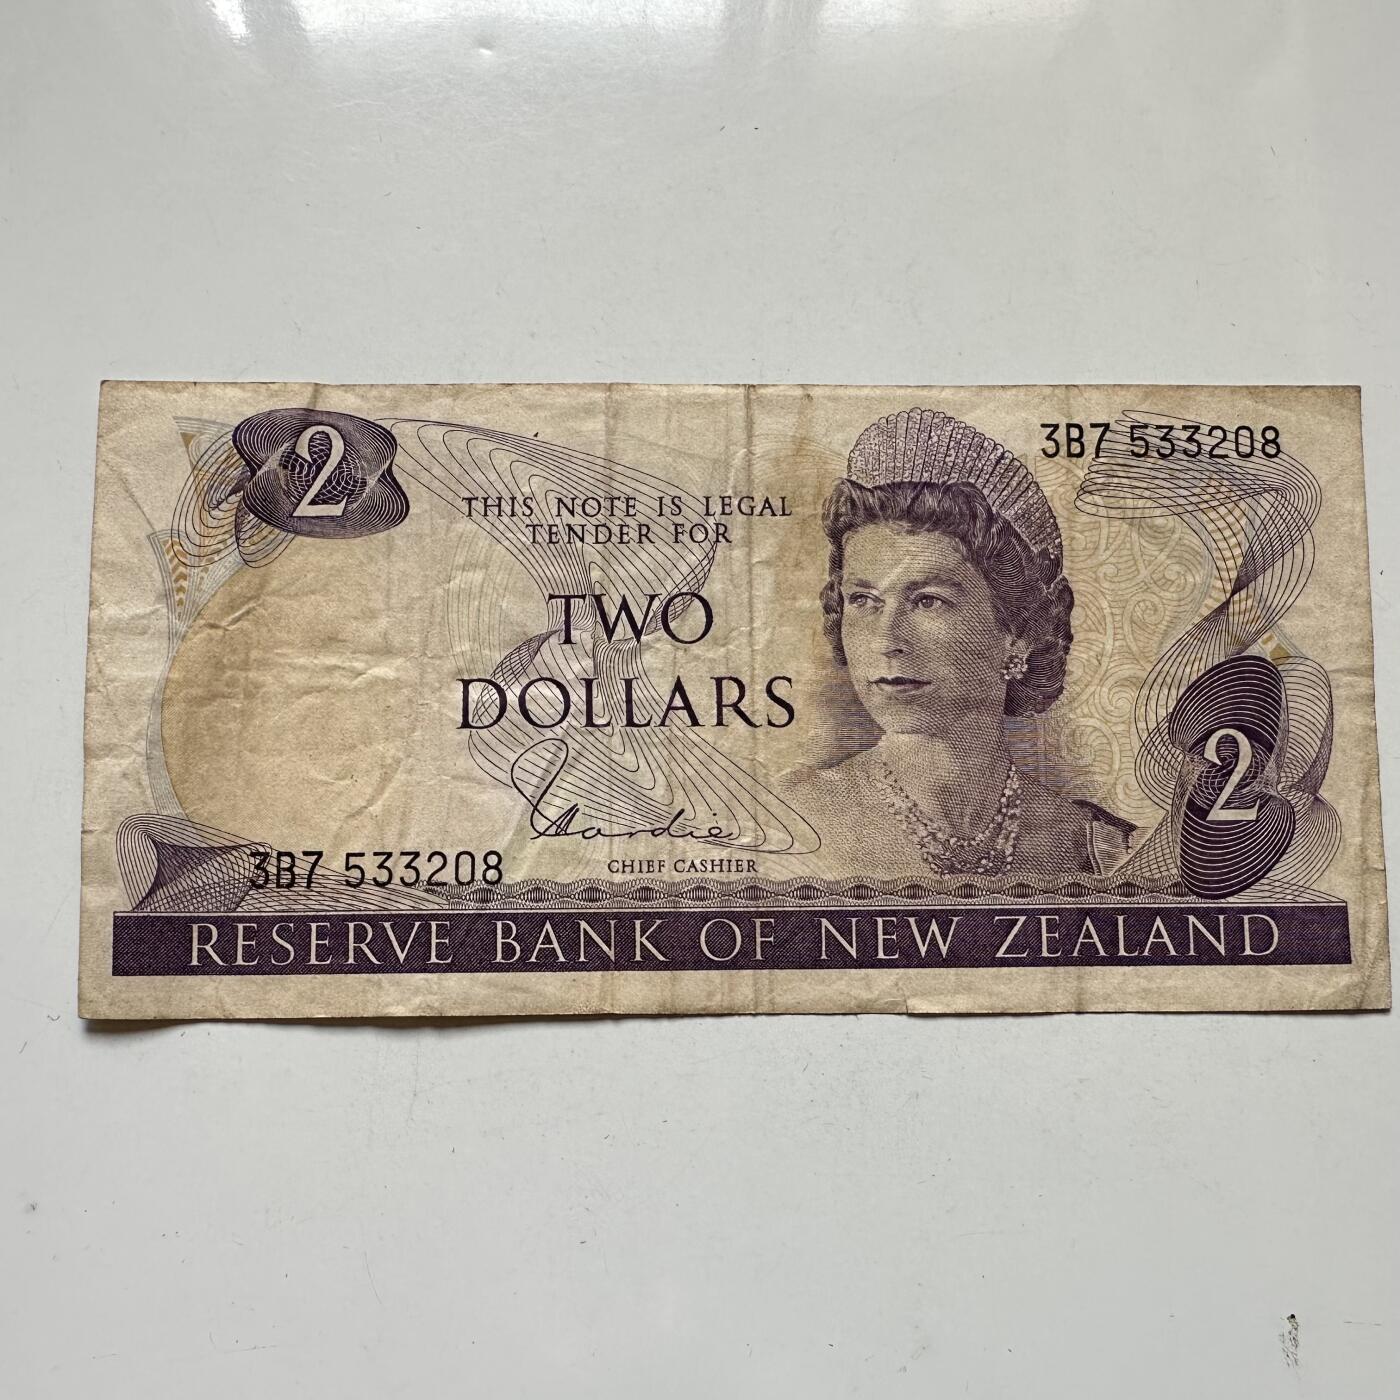 2
3B7 533208
THIS NOTE IS LEGAL
TENDER FOR
TWO
DOLLARS
Hardie
CHIEF CASHIER
2
3B7 533208
RESERVE BANK OF NEW ZEALAND